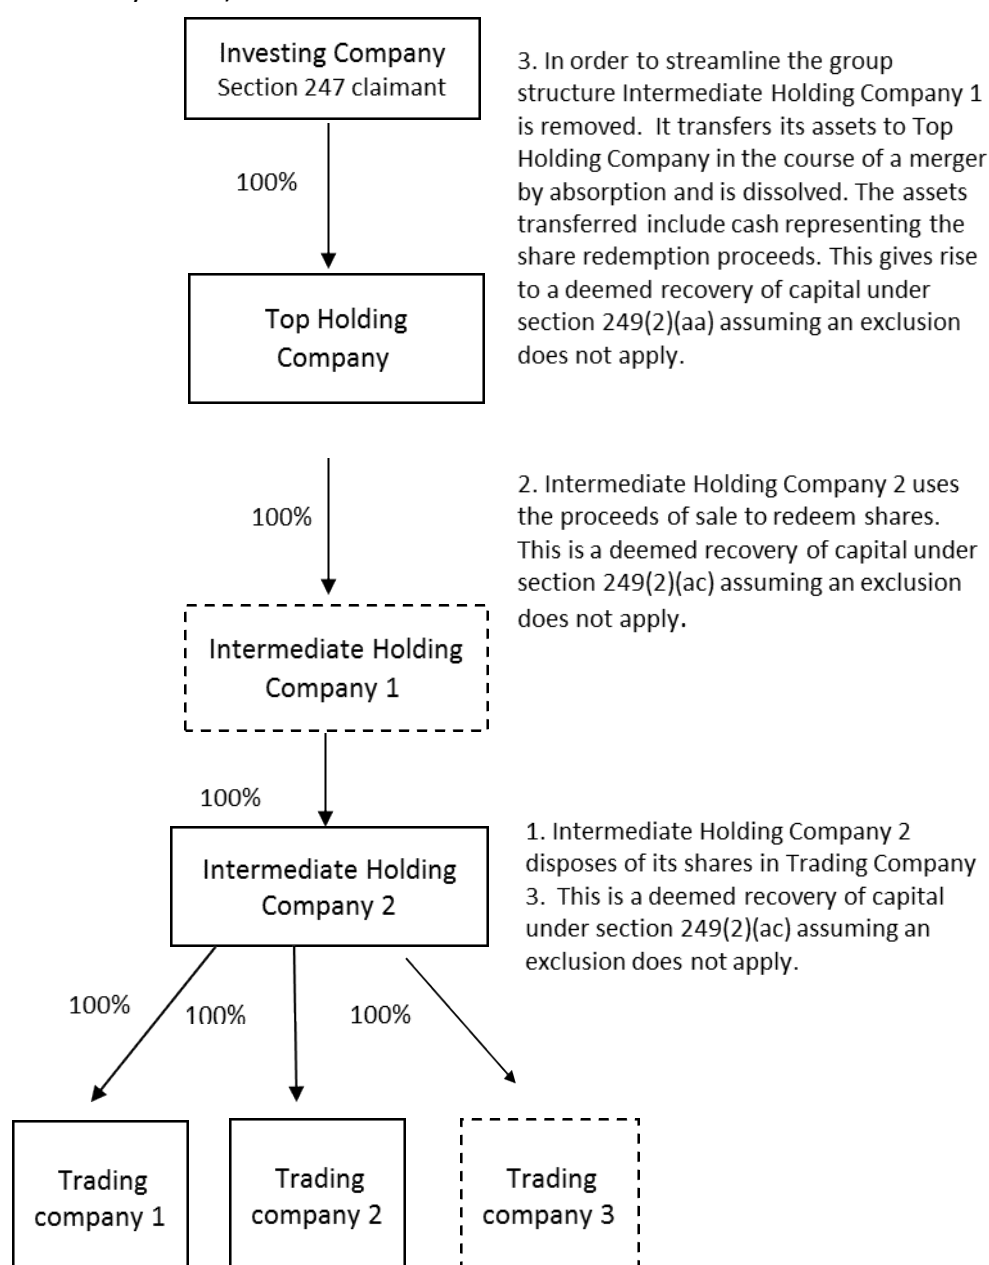 Investing Company
Section 247 claimant
3. In order to streamline the group
structure Intermediate Holding Company 1
is removed.  It transfers its assets to Top
Holding Company in the course of a merger
by absorption and is dissolved. The assets
transferred include cash representing the
share redemption proceeds. This gives rise
to a deemed recovery of capital under
section 249(2)(aa) assuming an exclusion
does not apply.
100%
Top Holding
Company
2. Intermediate Holding Company 2 uses
the proceeds of sale to redeem shares.
This is a deemed recovery of capital under
section 249(2)(ac) assuming an exclusion
does not apply.
100%
Intermediate Holding
Company 1
100%
Intermediate Holding
Company 2
1. Intermediate Holding Company 2
disposes of its shares in Trading Company
3.  This is a deemed recovery of capital
under section 249(2)(ac) assuming an
exclusion does not apply.
100%
100%
100%
Trading
company 1
Trading
company 2
Trading
company 3